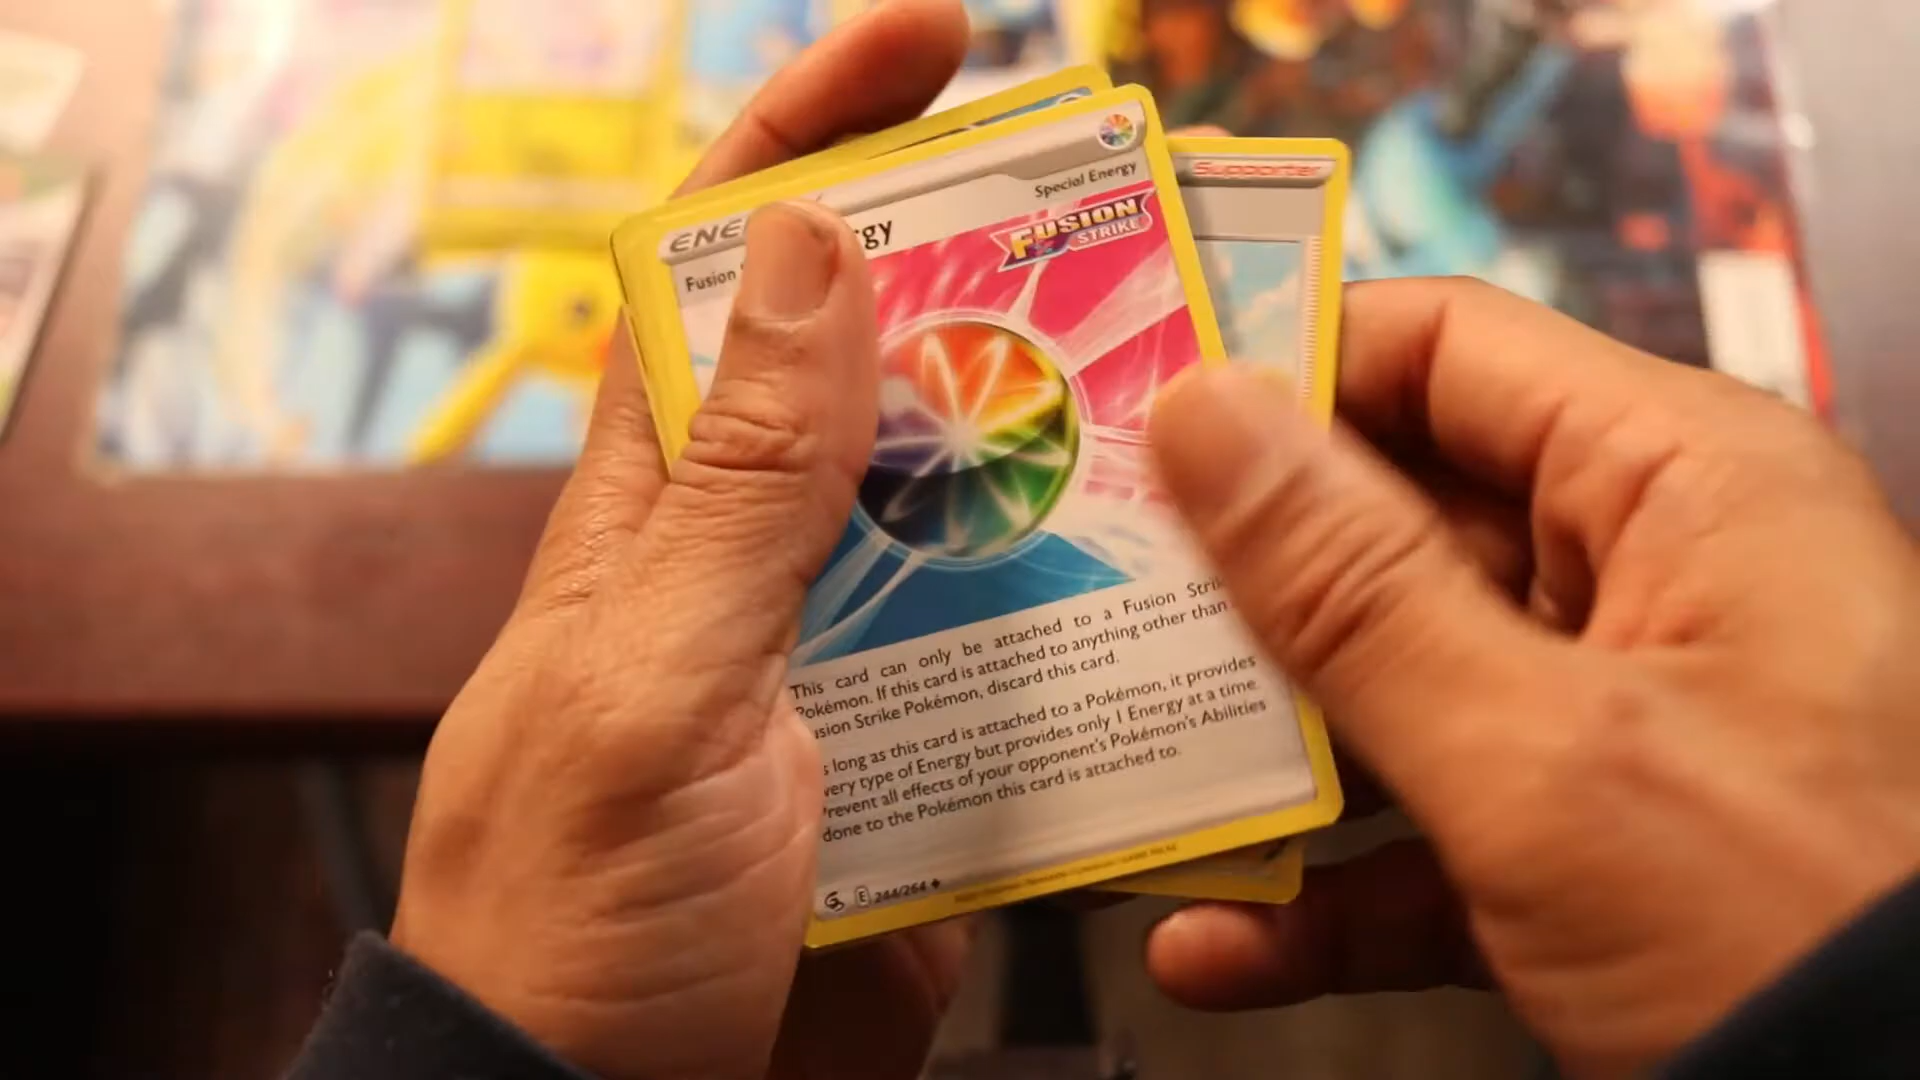 Supporter
ENE
Special Energy
Fusion
gy
FUSION
STRIKE
This card can only be attached to a Fusion Stri
Pokémon. If this card is attached to anything other than
usion Strike Pokémon, discard this card.
s long as this card is attached to a Pokémon, it provides
very type of Energy but provides only 1 Energy at a time.
Prevent all effects of your opponent's Pokémon's Abilities
done to the Pokémon this card is attached to.
E 244/264